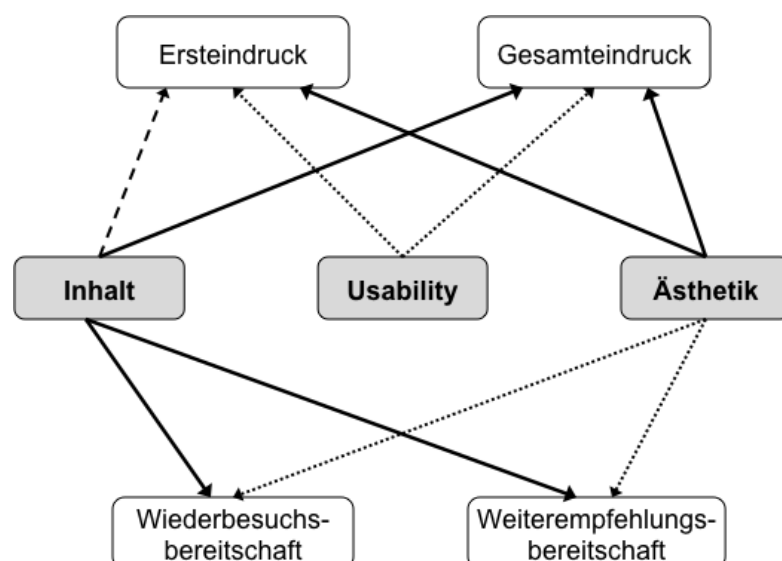 Ersteindruck
Gesamteindruck
Inhalt
Usability
Ästhetik
Wiederbesuchs-
bereitschaft
Weiterempfehlungs-
bereitschaft